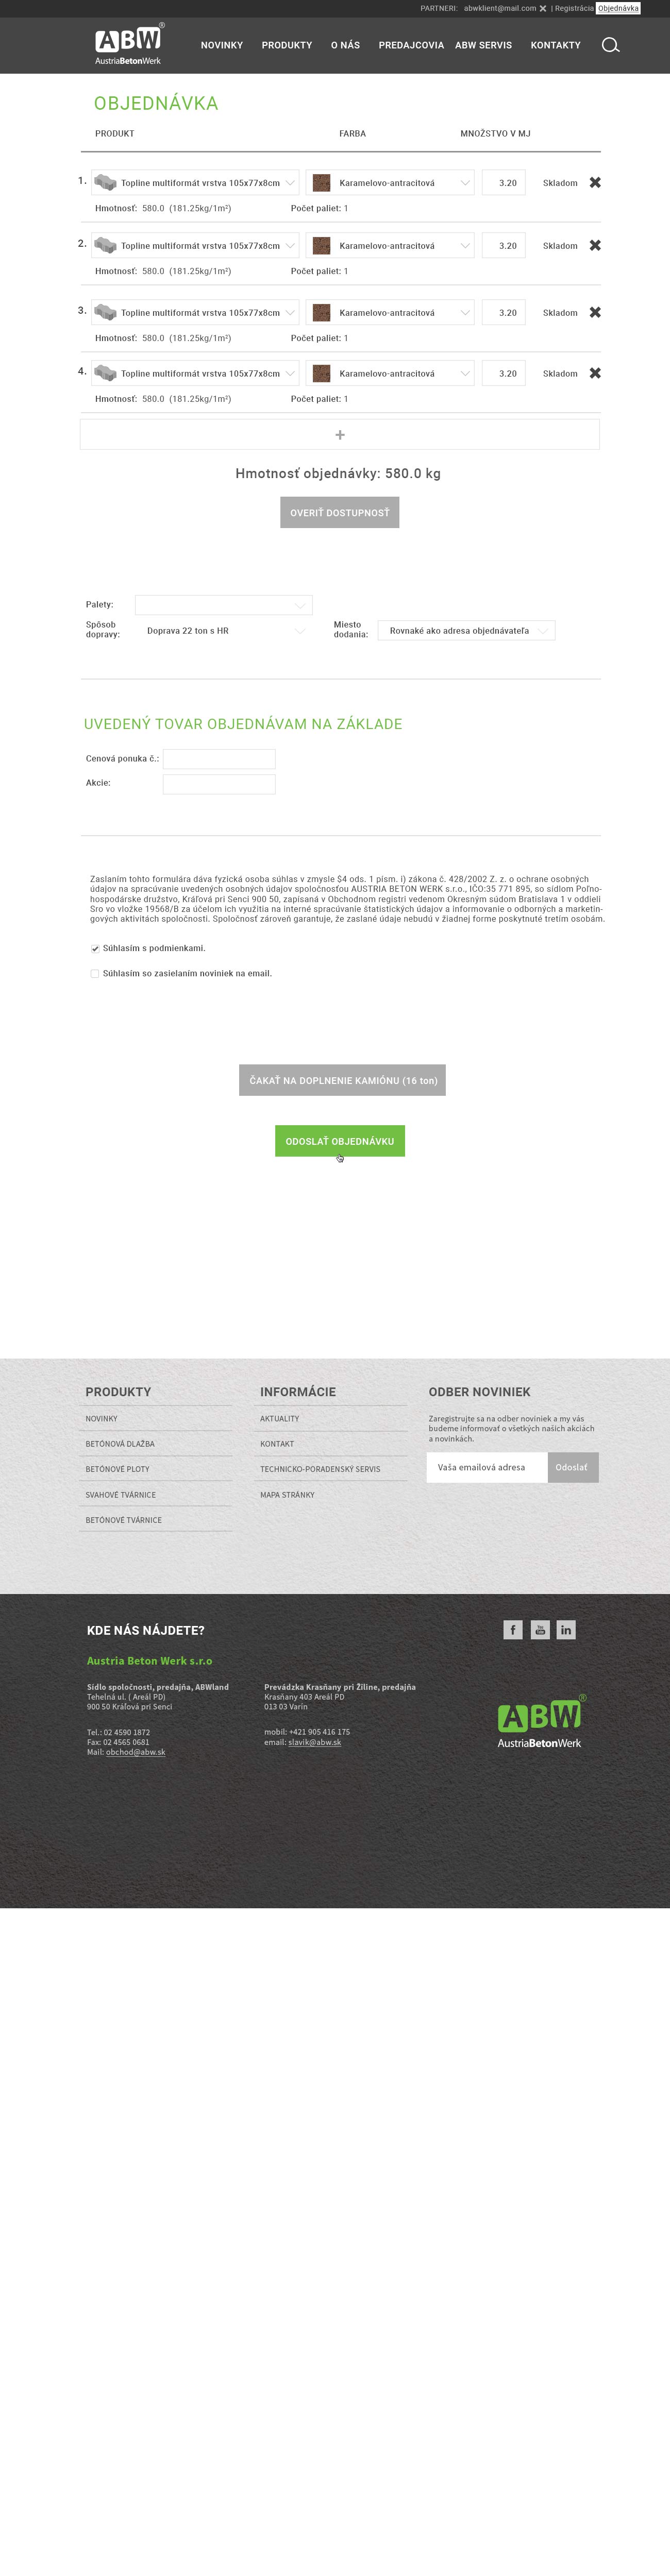 PARTNERI: abwklient@mail.com | Registrácia Objednávka
ABW®
AustriaBetonWerk
NOVINKY PRODUKTY O NÁS PREDAJCOVIA ABW SERVIS KONTAKTY
OBJEDNÁVKA
PRODUKT FARBA MNOŽSTVO V MJ
1. Topline multiformát vrstva 105x77x8cm Karamelovo-antracitová 3.20 Skladom
Hmotnosť: 580.0 (181.25kg/1m²) Počet paliet: 1
2. Topline multiformát vrstva 105x77x8cm Karamelovo-antracitová 3.20 Skladom
Hmotnosť: 580.0 (181.25kg/1m²) Počet paliet: 1
3. Topline multiformát vrstva 105x77x8cm Karamelovo-antracitová 3.20 Skladom
Hmotnosť: 580.0 (181.25kg/1m²) Počet paliet: 1
4. Topline multiformát vrstva 105x77x8cm Karamelovo-antracitová 3.20 Skladom
Hmotnosť: 580.0 (181.25kg/1m²) Počet paliet: 1
+
Hmotnosť objednávky: 580.0 kg
OVERIŤ DOSTUPNOSŤ
Palety:
Spôsob dopravy: Doprava 22 ton s HR Miesto dodania: Rovnaké ako adresa objednávateľa
UVEDENÝ TOVAR OBJEDNÁVAM NA ZÁKLADE
Cenová ponuka č.:
Akcie:
Zaslaním tohto formulára dáva fyzická osoba súhlas v zmysle $4 ods. 1 písm. i) zákona č. 428/2002 Z. z. o ochrane osobných
údajov na spracúvanie uvedených osobných údajov spoločnosťou AUSTRIA BETON WERK s.r.o., IČO:35 771 895, so sídlom Poľno-
hospodárske družstvo, Kráľová pri Senci 900 50, zapísaná v Obchodnom registri vedenom Okresným súdom Bratislava 1 v oddieli
Sro vo vložke 19568/B za účelom ich využitia na interné spracúvanie štatistických údajov a informovanie o odborných a marketin-
gových aktivitách spoločnosti. Spoločnosť zároveň garantuje, že zaslané údaje nebudú v žiadnej forme poskytnuté tretím osobám.
Súhlasím s podmienkami.
Súhlasím so zasielaním noviniek na email.
ČAKAŤ NA DOPLNENIE KAMIÓNU (16 ton)
ODOSLAŤ OBJEDNÁVKU
PRODUKTY
NOVINKY
BETÓNOVÁ DLAŽBA
BETÓNOVÉ PLOTY
SVAHOVÉ TVÁRNICE
BETÓNOVÉ TVÁRNICE
INFORMÁCIE
AKTUALITY
KONTAKT
TECHNICKO-PORADENSKÝ SERVIS
MAPA STRÁNKY
ODBER NOVINIEK
Zaregistrujte sa na odber noviniek a my vás
budeme informovať o všetkých našich akciách
a novinkách.
Vaša emailová adresa Odoslať
KDE NÁS NÁJDETE?
f You Tube in
Austria Beton Werk s.r.o
Sídlo spoločnosti, predajňa, ABWland
Tehelná ul. ( Areál PD)
900 50 Kráľová pri Senci
Tel.: 02 4590 1872
Fax: 02 4565 0681
Mail: obchod@abw.sk
Prevádzka Krasňany pri Žiline, predajňa
Krasňany 403 Areál PD
013 03 Varín
mobil: +421 905 416 175
email: slavik@abw.sk
ABW®
AustriaBetonWerk